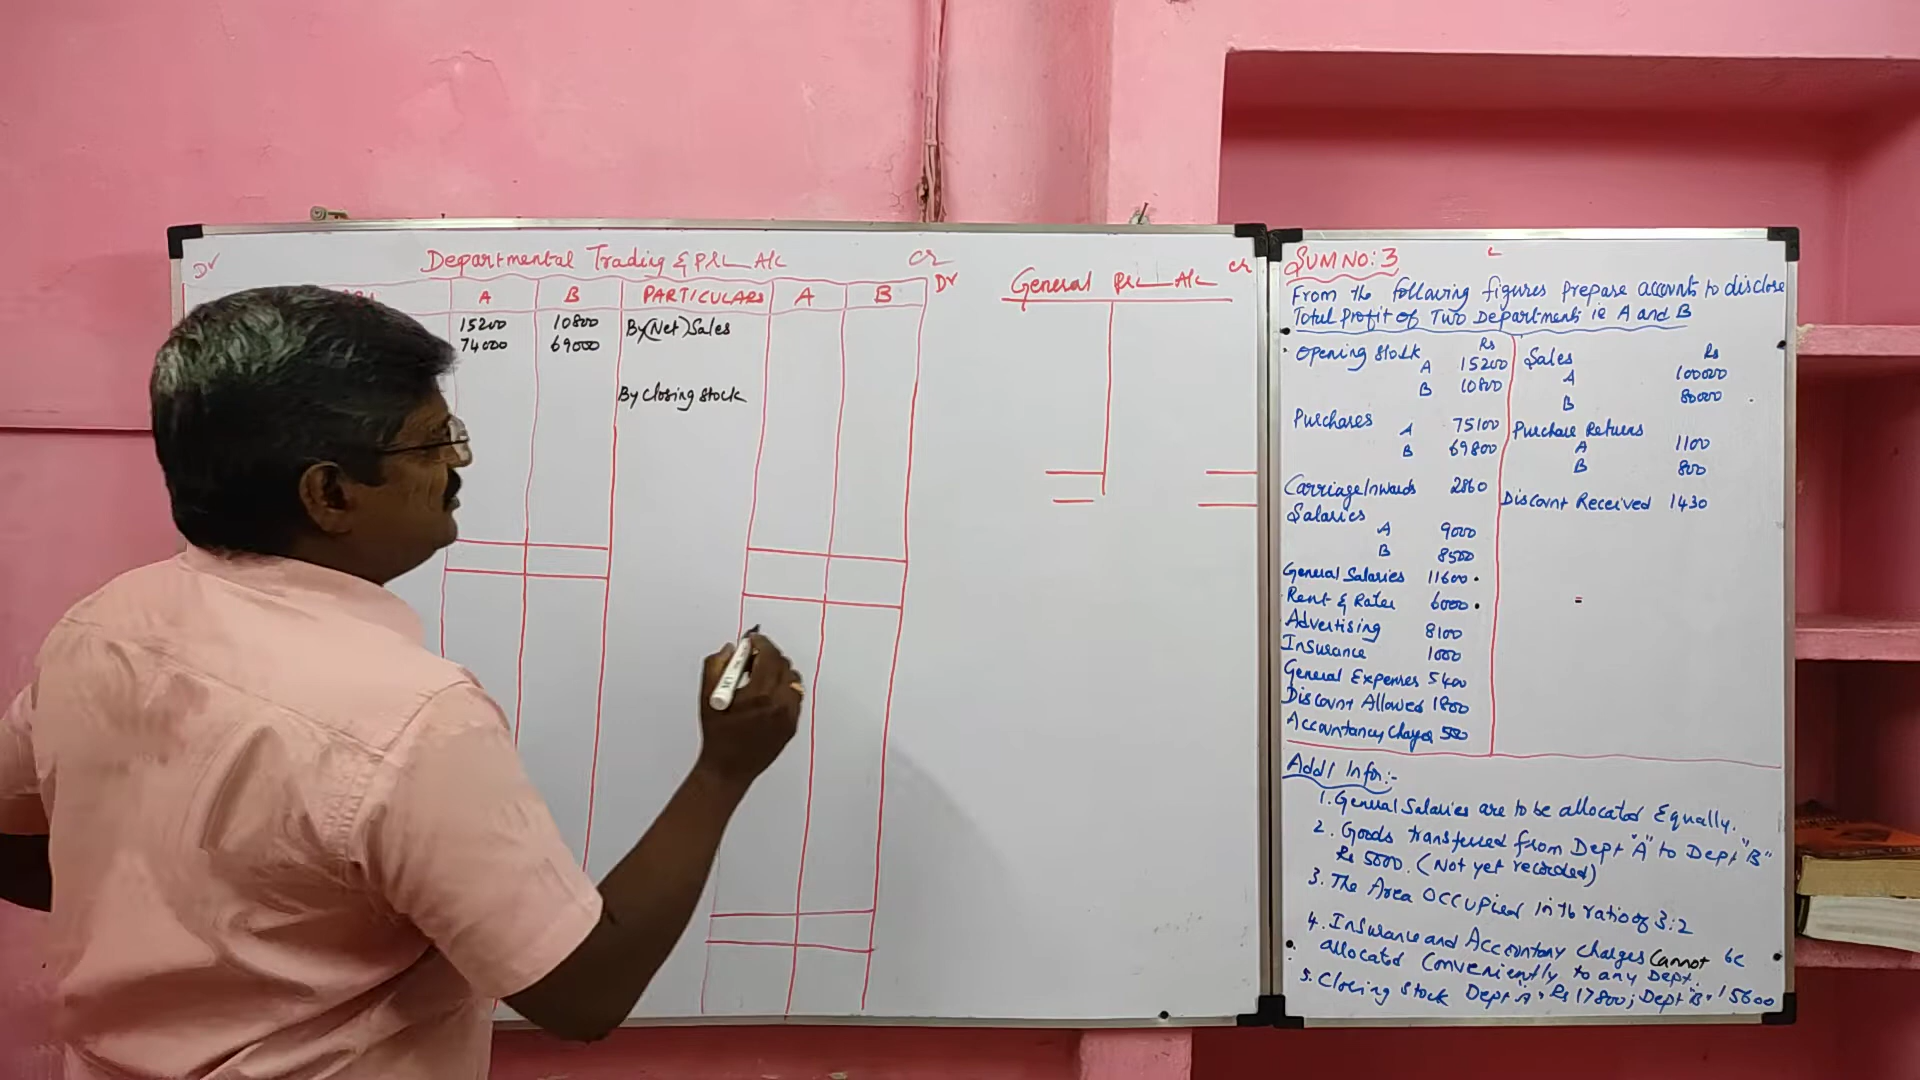 Departmental Trading & P&L A/c
Dr
Cr
A B PARTICULARS A B
15200 10800 By (Net) Sales
74000 69000
By Closing Stock
Dr General P&L A/c Cr
SUM NO: 3
From the following figures prepare accounts to disclose
Total Profit of Two Departments ie A and B
Rs
Opening Stock
A 15200
B 10800
Purchases
A 75100
B 69800
Carriage Inwards 2860
Salaries
A 9000
B 8500
General Salaries 11600
Rent & Rates 6000
Advertising 8100
Insurance 1000
General Expenses 5400
Discount Allowed 1800
Accountancy Charges 500
Sales Rs
A 100000
B 80000
Purchase Returns
A 1100
B 800
Discount Received 1430
Addl Infor:-
1. General Salaries are to be allocated Equally.
2. Goods transferred from Dept "A" to Dept "B"
Rs 5000. (Not yet recorded)
3. The Area Occupied in the ratio of 3:2
4. Insurance and Accountany Charges Cannot be
allocated Conveniently to any Dept.
5. Closing Stock Dept "A" Rs 17800; Dept "B" 15600